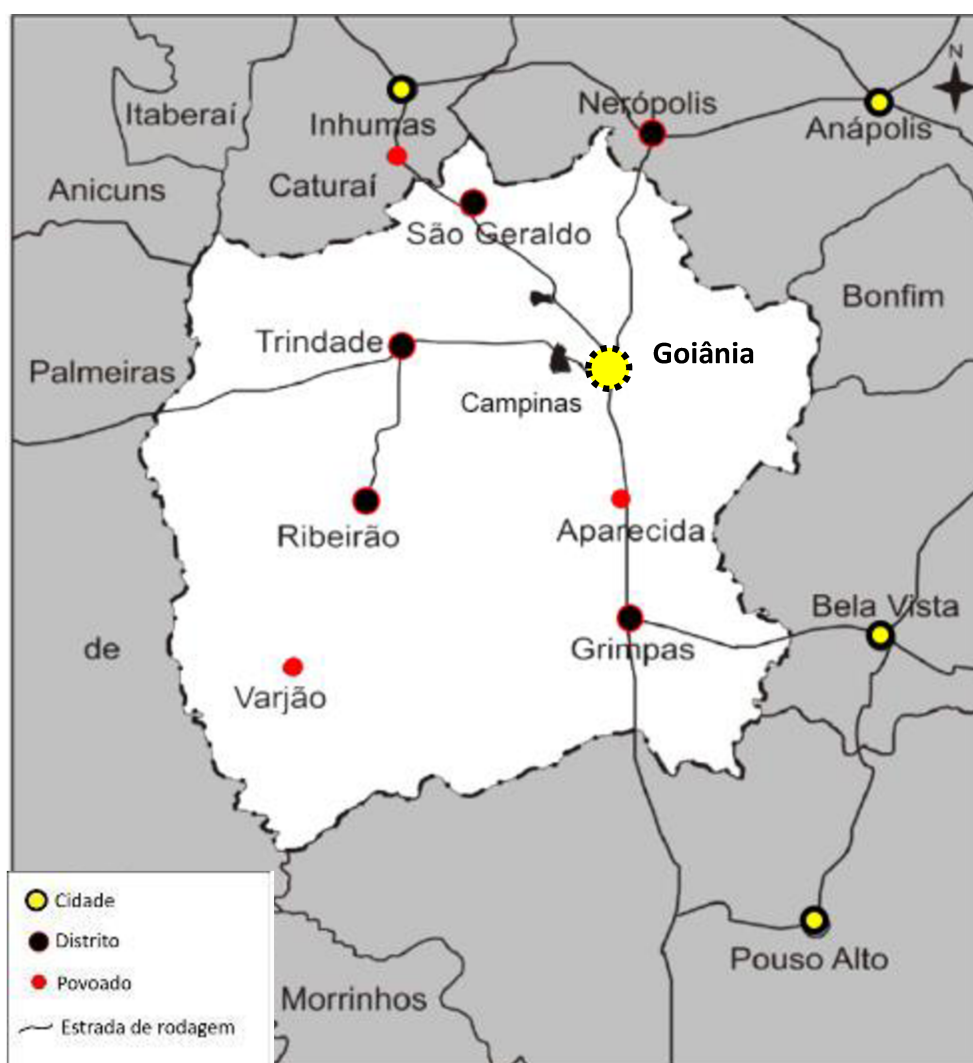 N
Nerópolis
Itaberaí
Inhumas
Anápolis
Caturaí
Anicuns
São Geraldo
Bonfim
Trindade
Goiânia
Palmeiras
Campinas
Ribeirão
Aparecida
Bela Vista
de
Grimpas
Varjão
Cidade
Distrito
Pouso Alto
Povoado
Morrinhos
Estrada de rodagem